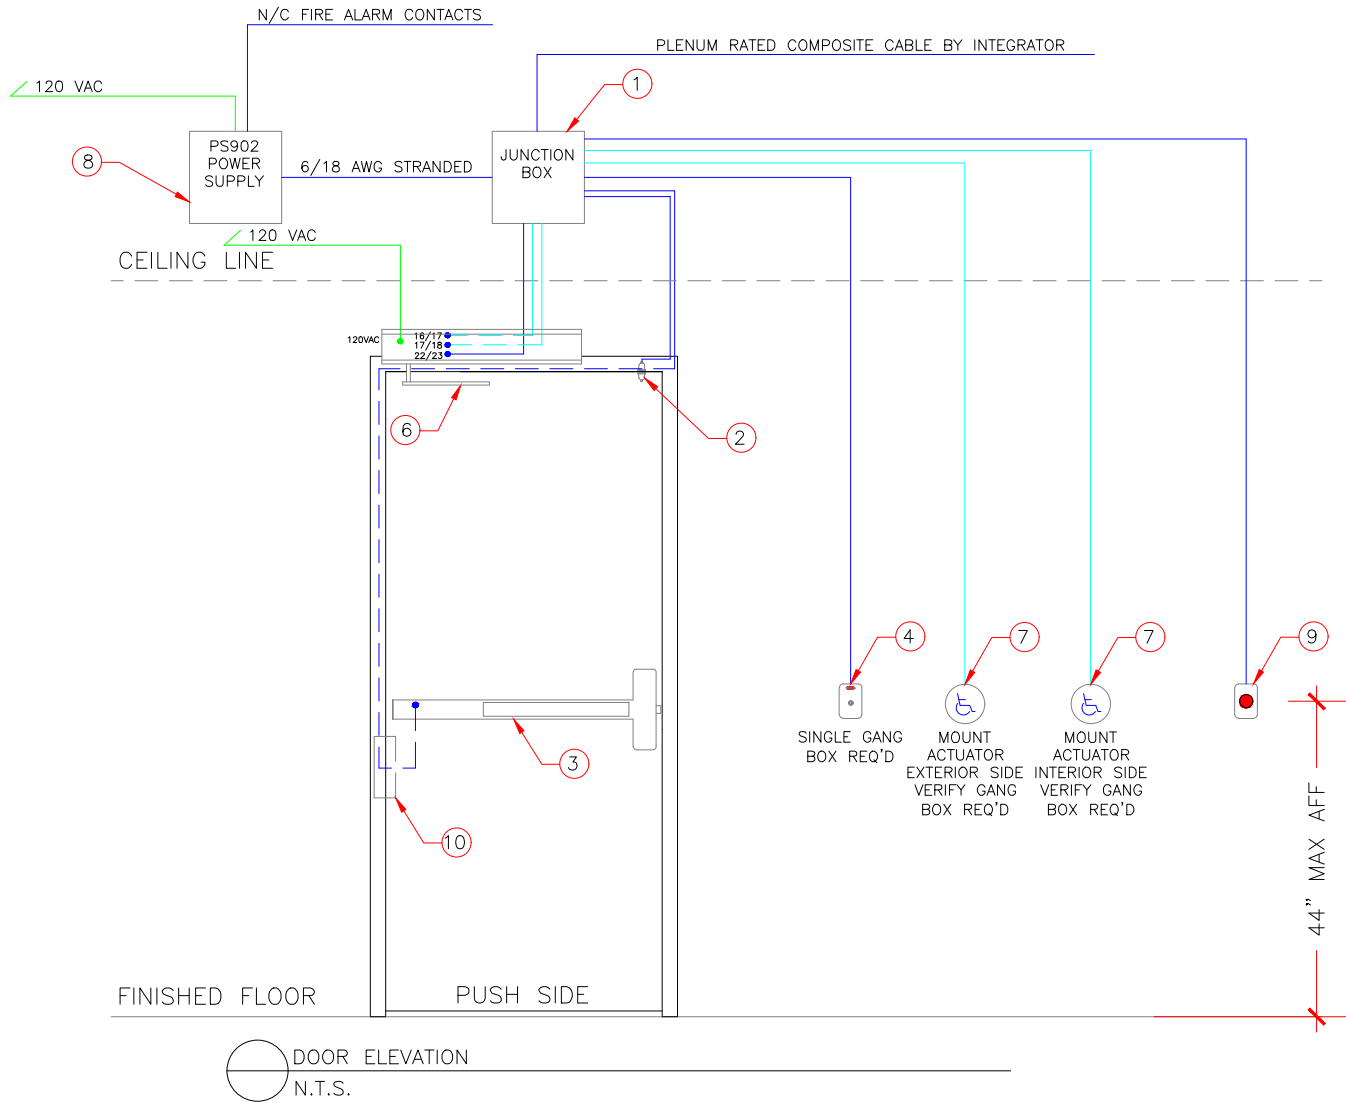 N/C FIRE ALARM CONTACTS
PLENUM RATED COMPOSITE CABLE BY INTEGRATOR
120 VAC
1
PS902
POWER
SUPPLY
8
6/18 AWG STRANDED
JUNCTION
BOX
120 VAC
CEILING LINE
120VAC
16/17
17/18
22/23
6
2
4
7
7
9
SINGLE GANG
BOX REQ'D
MOUNT
ACTUATOR
EXTERIOR SIDE
VERIFY GANG
BOX REQ'D
MOUNT
ACTUATOR
INTERIOR SIDE
VERIFY GANG
BOX REQ'D
3
10
44" MAX AFF
FINISHED FLOOR
PUSH SIDE
DOOR ELEVATION
N.T.S.